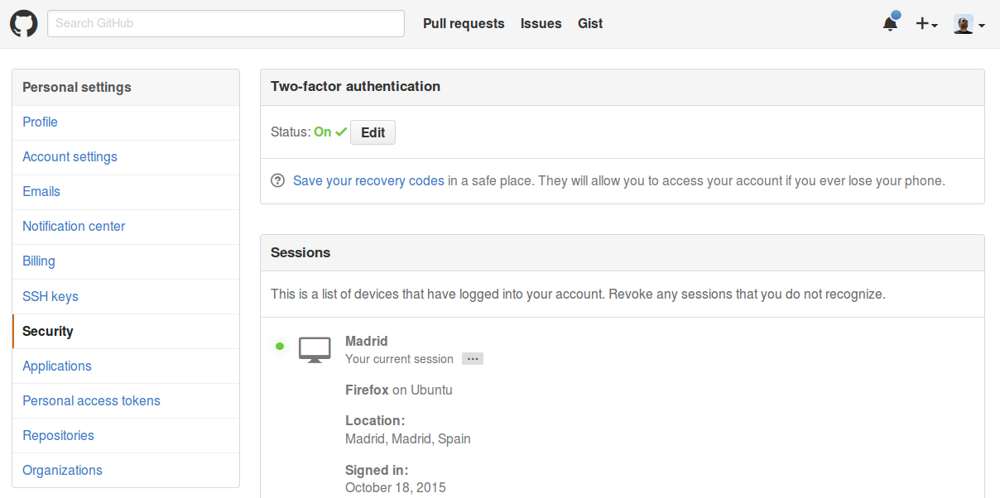 Search GitHub
Pull requests Issues Gist
Personal settings
Profile
Account settings
Emails
Notification center
Billing
SSH keys
Security
Applications
Personal access tokens
Repositories
Organizations
Two-factor authentication
Status: On Edit
Save your recovery codes in a safe place. They will allow you to access your account if you ever lose your phone.
Sessions
This is a list of devices that have logged into your account. Revoke any sessions that you do not recognize.
Madrid
Your current session ...
Firefox on Ubuntu
Location:
Madrid, Madrid, Spain
Signed in:
October 18, 2015